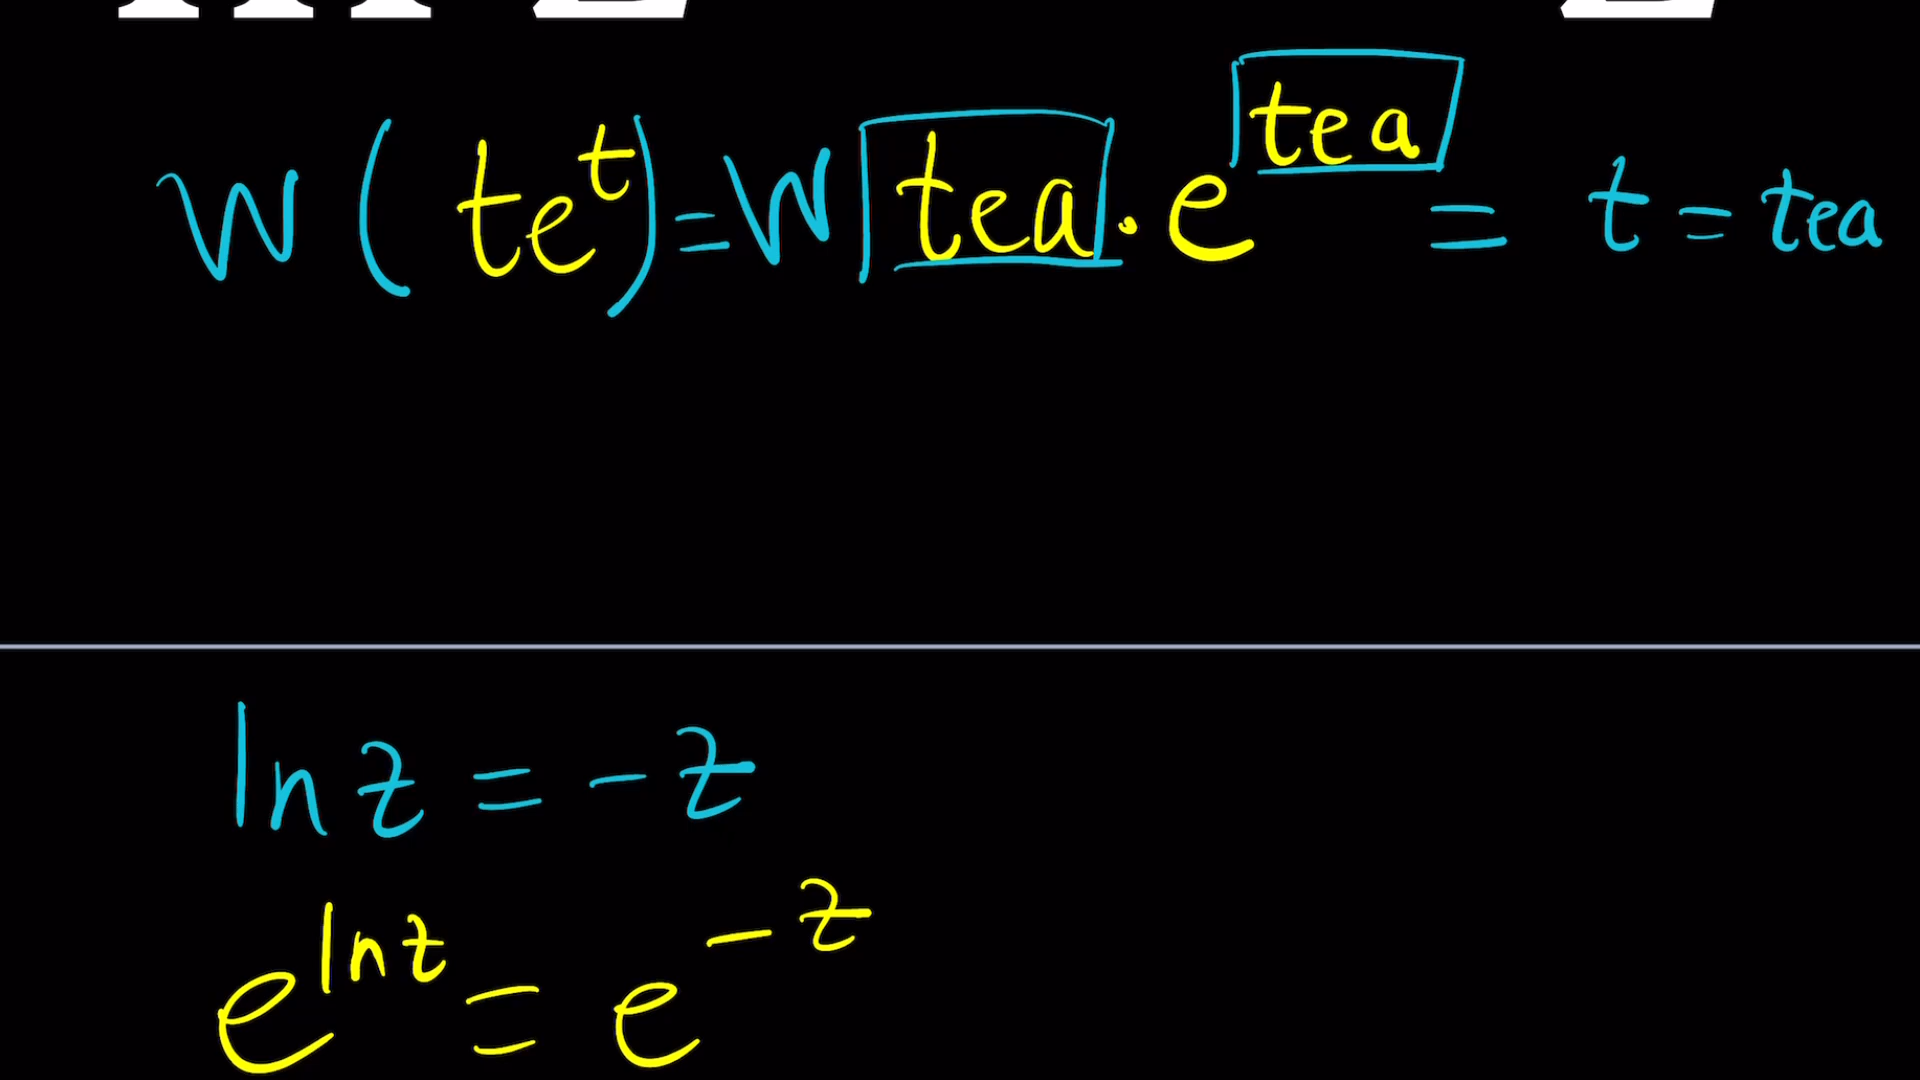 W(te^t)=W tea · e^tea = t = tea
ln z = - z
e^ln z = e^- z